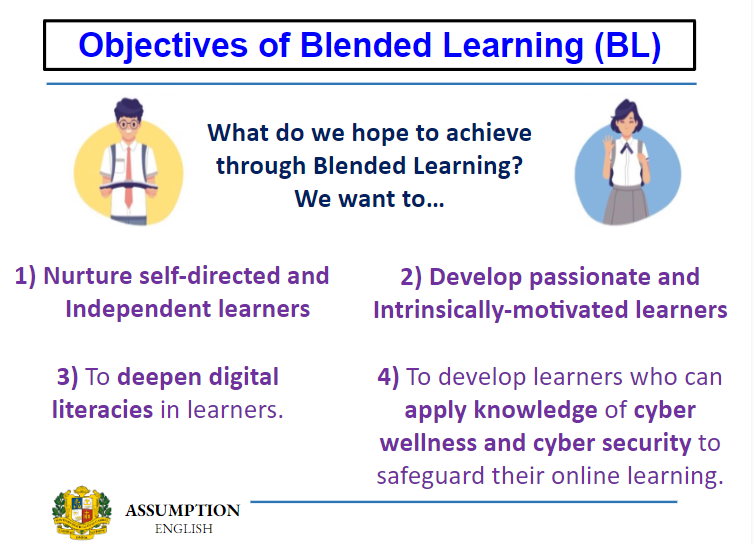 Objectives of Blended Learning (BL)
What do we hope to achieve
through Blended Learning?
We want to…
1) Nurture self-directed and
Independent learners
2) Develop passionate and
Intrinsically-motivated learners
3) To deepen digital
literacies in learners.
4) To develop learners who can
apply knowledge of cyber
wellness and cyber security to
safeguard their online learning.
ASSUMPTION
ENGLISH